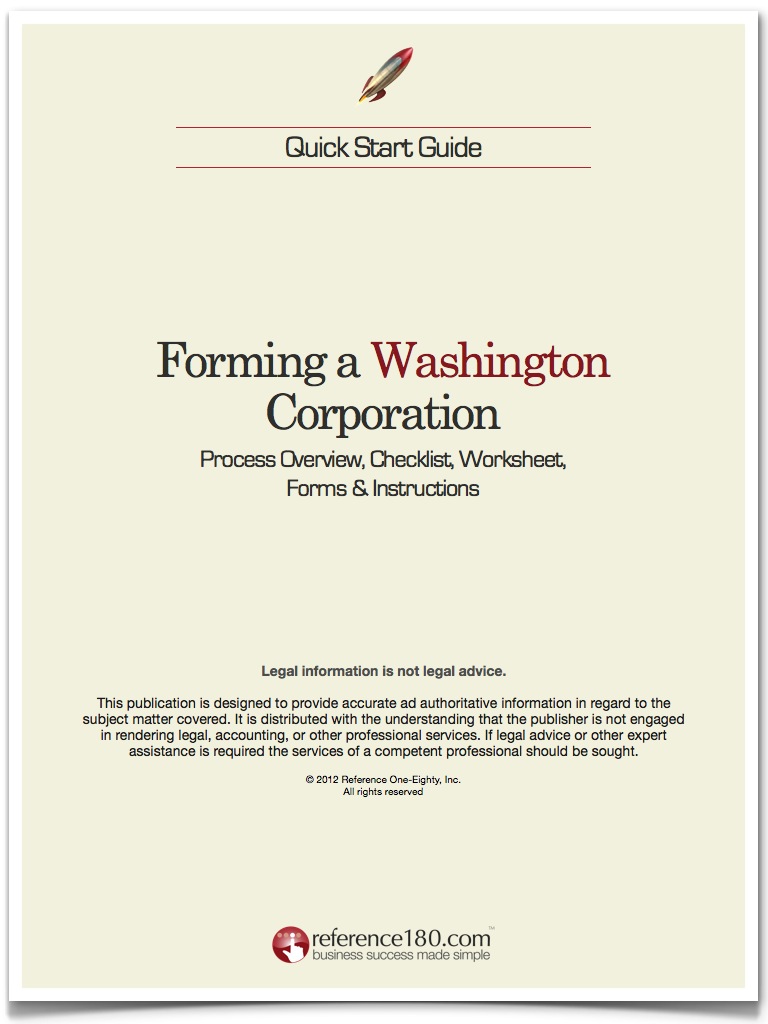 Quick Start Guide
Forming a Washington
Corporation
Process Overview, Checklist, Worksheet,
Forms & Instructions
Legal information is not legal advice.
This publication is designed to provide accurate ad authoritative information in regard to the
subject matter covered. It is distributed with the understanding that the publisher is not engaged
in rendering legal, accounting, or other professional services. If legal advice or other expert
assistance is required the services of a competent professional should be sought.
© 2012 Reference One-Eighty, Inc.
All rights reserved
reference180.com™
business success made simple